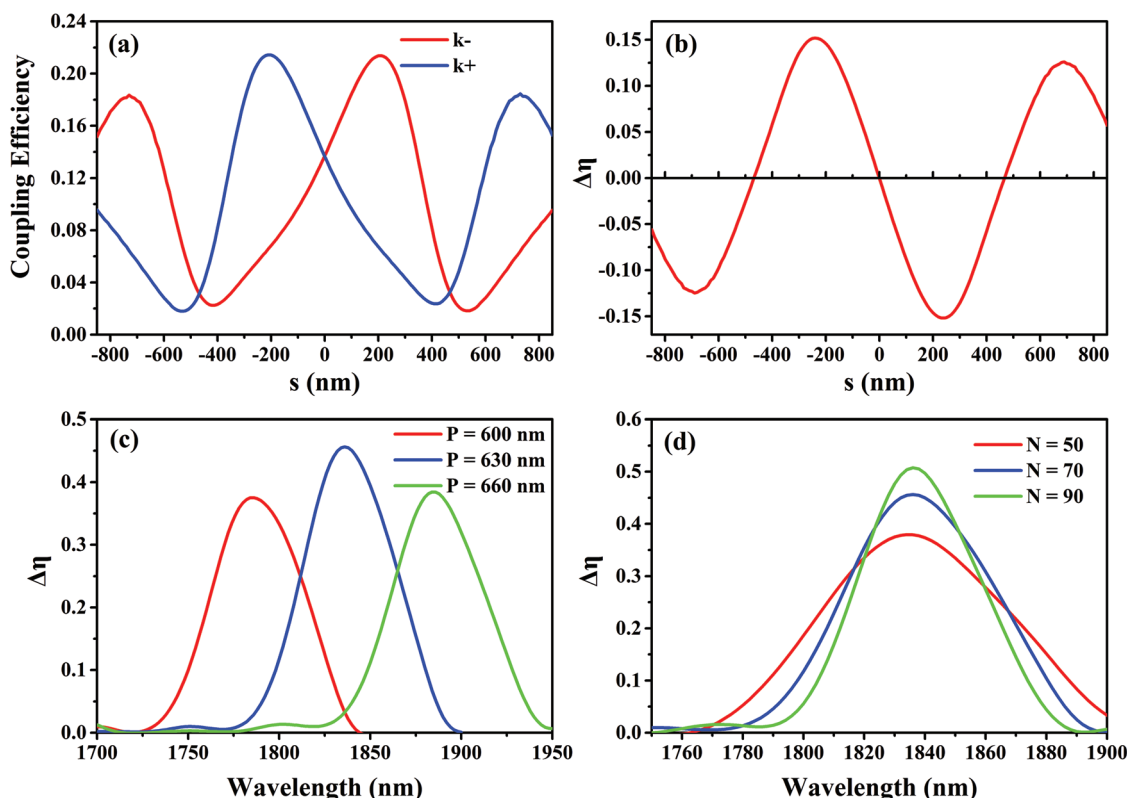 (a)
k-
k+
Coupling Efficiency
0.24
0.20
0.16
0.12
0.08
0.04
0.00
-800 -600 -400 -200 0 200 400 600 800
s (nm)
(b)
Δη
0.15
0.10
0.05
0.00
-0.05
-0.10
-0.15
-800 -600 -400 -200 0 200 400 600 800
s (nm)
(c)
P = 600 nm
P = 630 nm
P = 660 nm
Δη
0.5
0.4
0.3
0.2
0.1
0.0
1700 1750 1800 1850 1900 1950
Wavelength (nm)
(d)
N = 50
N = 70
N = 90
Δη
0.6
0.5
0.4
0.3
0.2
0.1
0.0
1760 1780 1800 1820 1840 1860 1880 1900
Wavelength (nm)